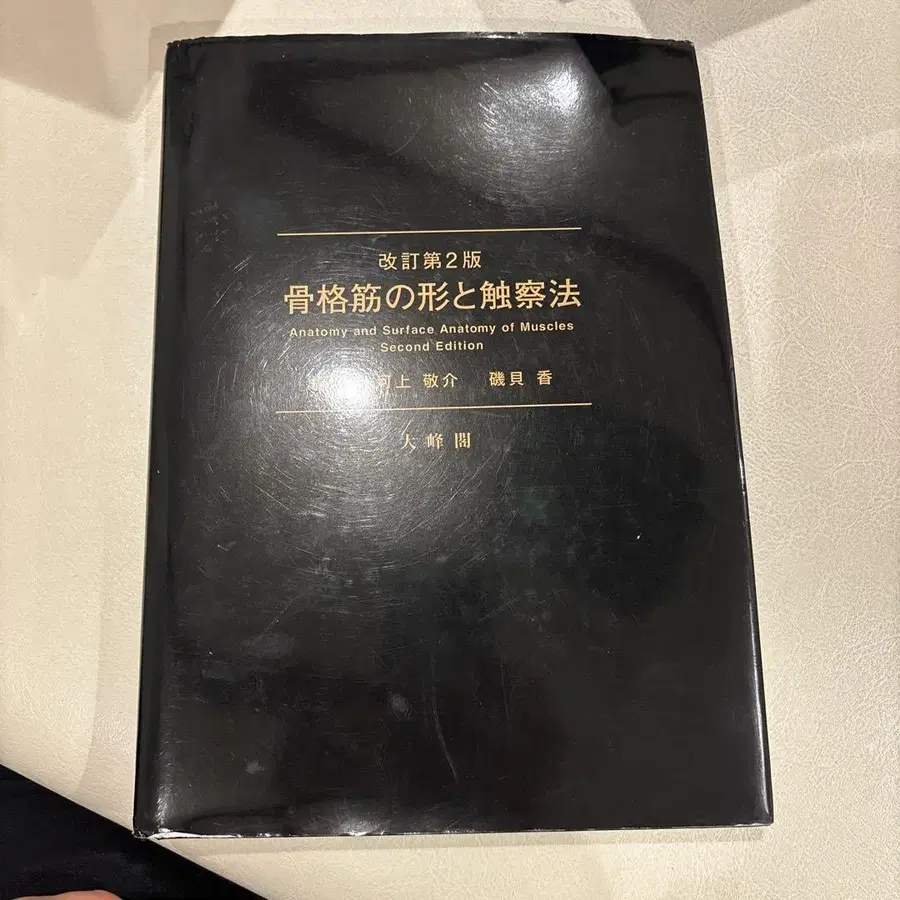 改訂第2版
骨格筋の形と触察法
Anatomy and Surface Anatomy of Muscles
Second Edition
河上 敬介 磯貝 香
大峰閣